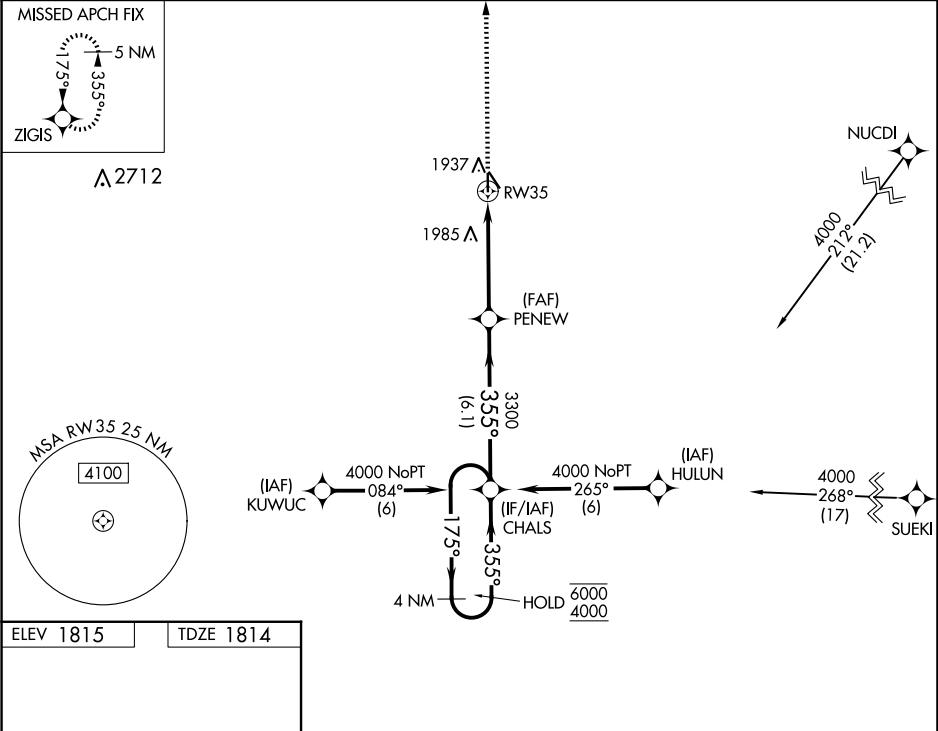 MISSED APCH FIX
5 NM
175°
355°
ZIGIS
2712
1937
RW35
1985
NUCDI
4000
212°
(21.2)
(FAF)
PENEW
3300
355°
(6.1)
MSA RW35 25 NM
4100
(IAF)
KUWUC
4000 NoPT
084°
(6)
(IF/IAF)
CHALS
4000 NoPT
265°
(6)
(IAF)
HULUN
4000
268°
(17)
SUEKI
175°
355°
4 NM
HOLD
6000
4000
ELEV 1815
TDZE 1814